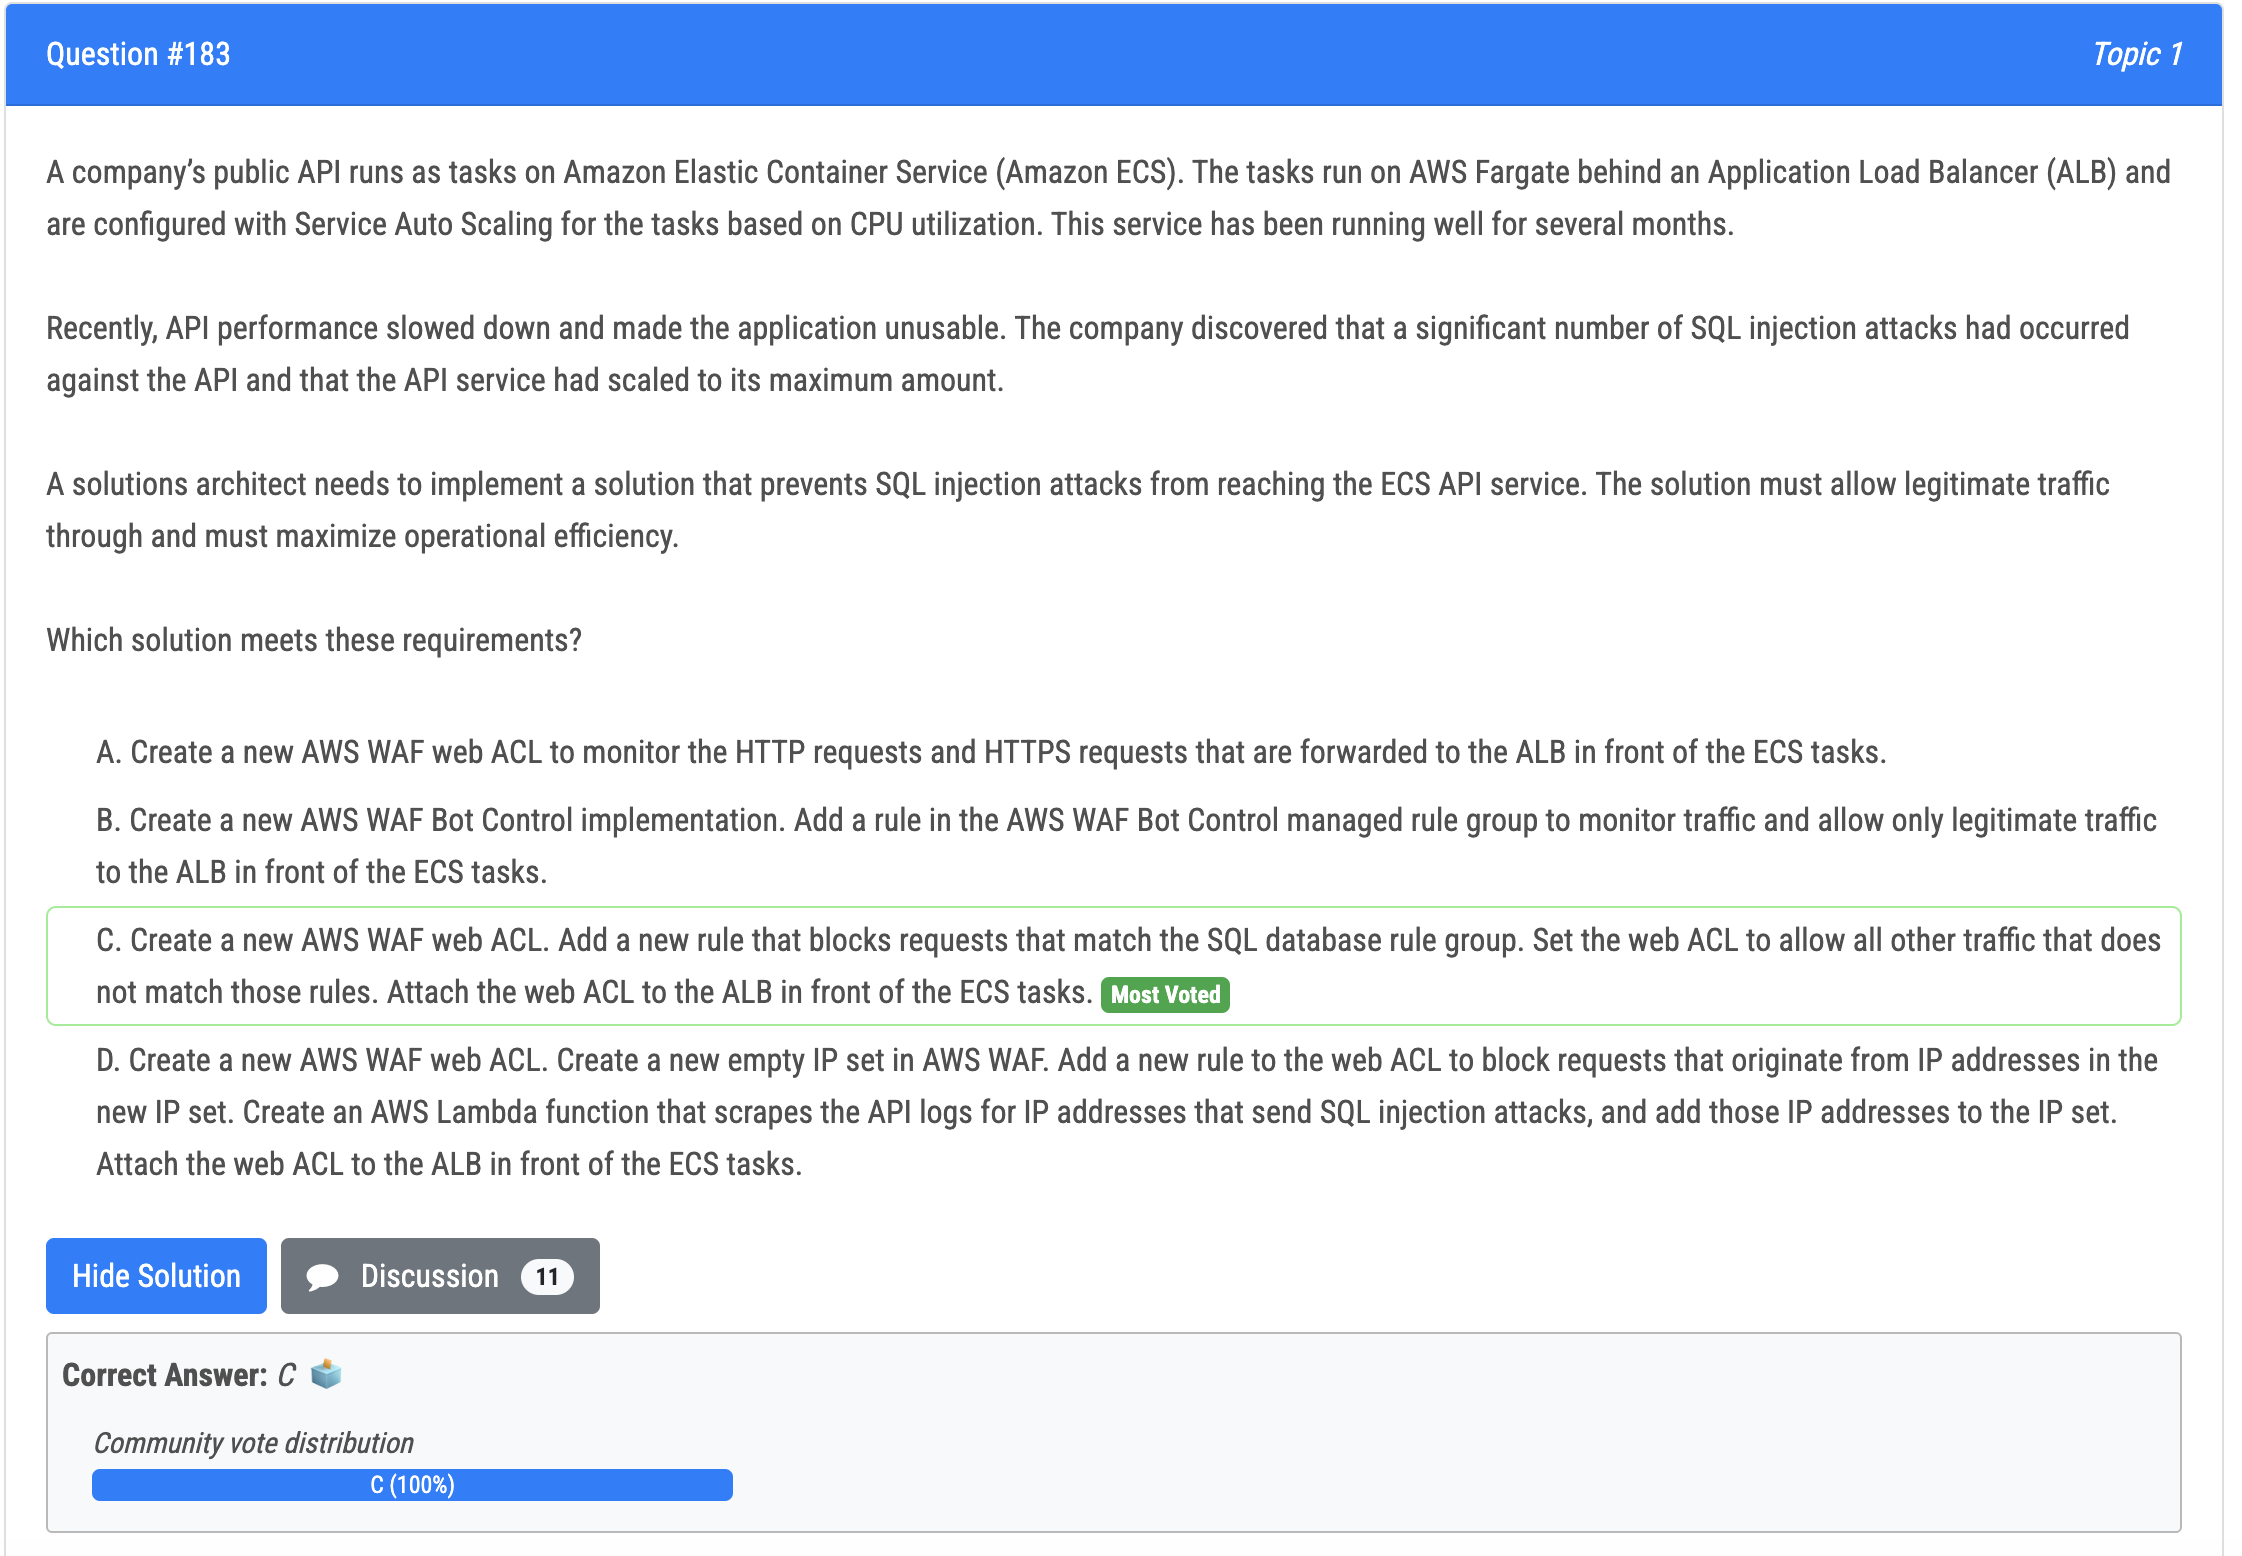 Question #183
Topic 1
A company’s public API runs as tasks on Amazon Elastic Container Service (Amazon ECS). The tasks run on AWS Fargate behind an Application Load Balancer (ALB) and
are configured with Service Auto Scaling for the tasks based on CPU utilization. This service has been running well for several months.
Recently, API performance slowed down and made the application unusable. The company discovered that a significant number of SQL injection attacks had occurred
against the API and that the API service had scaled to its maximum amount.
A solutions architect needs to implement a solution that prevents SQL injection attacks from reaching the ECS API service. The solution must allow legitimate traffic
through and must maximize operational efficiency.
Which solution meets these requirements?
A. Create a new AWS WAF web ACL to monitor the HTTP requests and HTTPS requests that are forwarded to the ALB in front of the ECS tasks.
B. Create a new AWS WAF Bot Control implementation. Add a rule in the AWS WAF Bot Control managed rule group to monitor traffic and allow only legitimate traffic
to the ALB in front of the ECS tasks.
C. Create a new AWS WAF web ACL. Add a new rule that blocks requests that match the SQL database rule group. Set the web ACL to allow all other traffic that does
not match those rules. Attach the web ACL to the ALB in front of the ECS tasks. Most Voted
D. Create a new AWS WAF web ACL. Create a new empty IP set in AWS WAF. Add a new rule to the web ACL to block requests that originate from IP addresses in the
new IP set. Create an AWS Lambda function that scrapes the API logs for IP addresses that send SQL injection attacks, and add those IP addresses to the IP set.
Attach the web ACL to the ALB in front of the ECS tasks.
Hide Solution
Discussion 11
Correct Answer: C
Community vote distribution
C (100%)